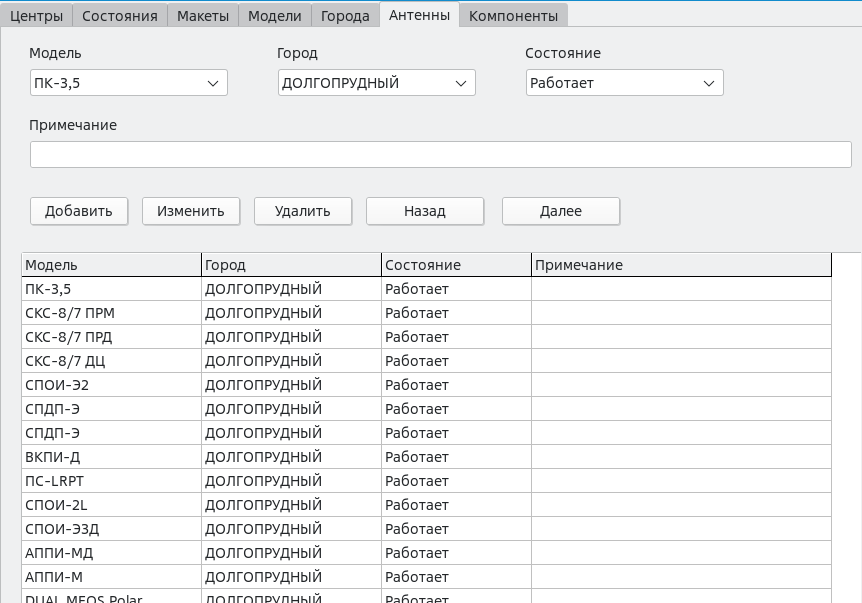 Центры Состояния Макеты Модели Города Антенны Компоненты
Модель Город Состояние
ПК-3,5 ДОЛГОПРУДНЫЙ Работает
Примечание
Добавить Изменить Удалить Назад Далее
Модель Город Состояние Примечание
ПК-3,5 ДОЛГОПРУДНЫЙ Работает
СКС-8/7 ПРМ ДОЛГОПРУДНЫЙ Работает
СКС-8/7 ПРД ДОЛГОПРУДНЫЙ Работает
СКС-8/7 ДЦ ДОЛГОПРУДНЫЙ Работает
СПОИ-Э2 ДОЛГОПРУДНЫЙ Работает
СПДП-Э ДОЛГОПРУДНЫЙ Работает
СПДП-Э ДОЛГОПРУДНЫЙ Работает
ВКПИ-Д ДОЛГОПРУДНЫЙ Работает
ПС-LRPT ДОЛГОПРУДНЫЙ Работает
СПОИ-2L ДОЛГОПРУДНЫЙ Работает
СПОИ-ЭЗД ДОЛГОПРУДНЫЙ Работает
АППИ-МД ДОЛГОПРУДНЫЙ Работает
АППИ-М ДОЛГОПРУДНЫЙ Работает
DUAL MEOS Polar ДОЛГОПРУДНЫЙ Работает